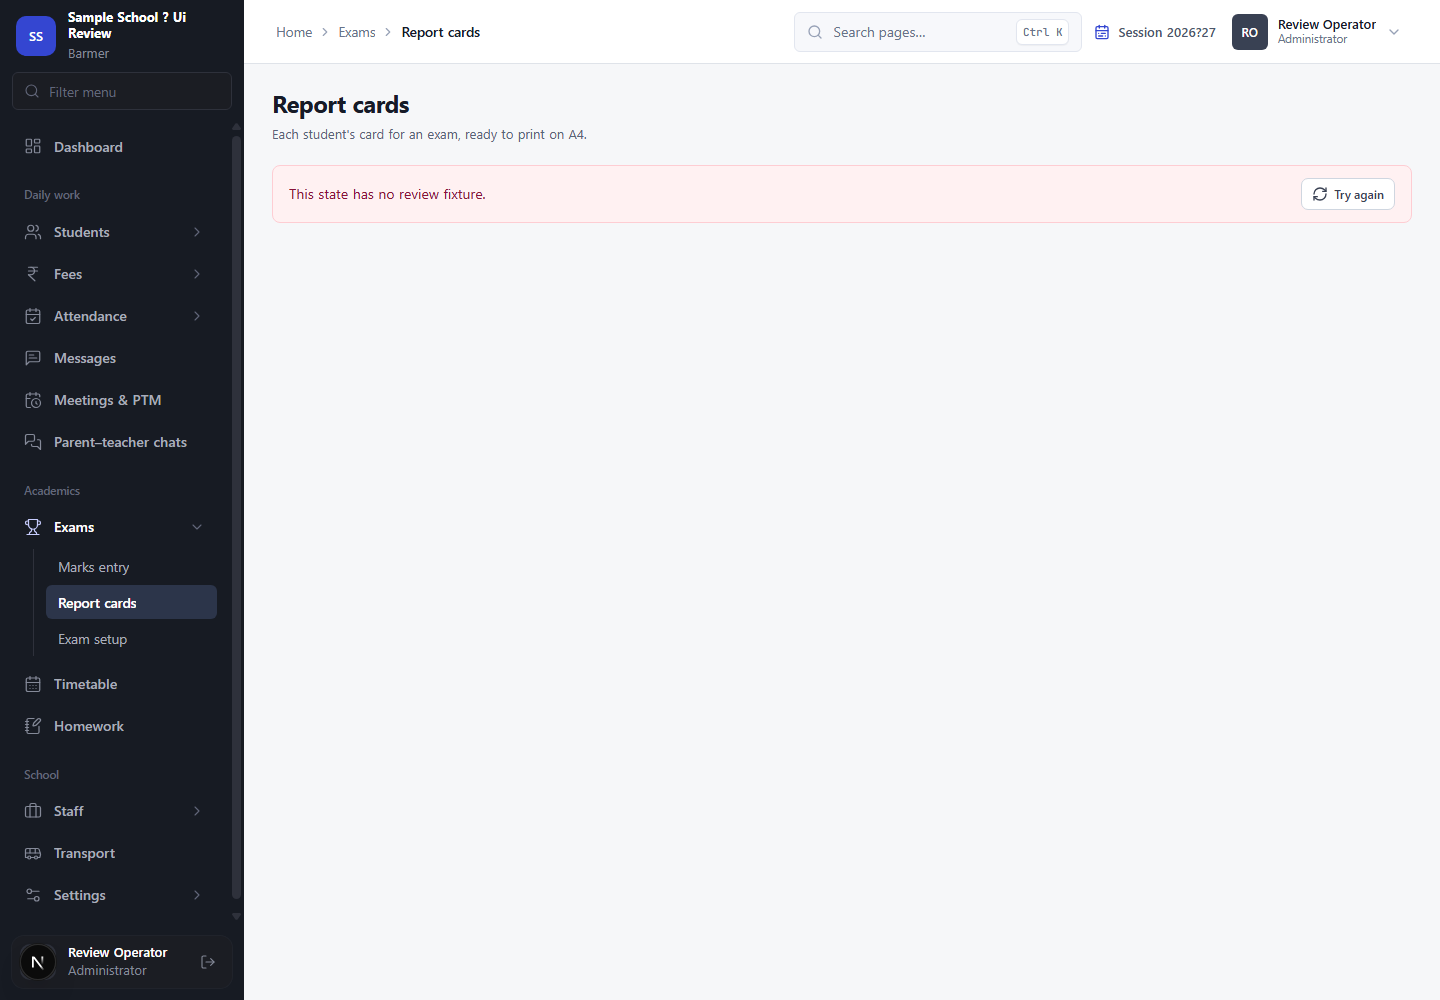 SS
Sample School ? Ui Review
Barmer
Filter menu
Dashboard
Daily work
Students
Fees
Attendance
Messages
Meetings & PTM
Parent–teacher chats
Academics
Exams
Marks entry
Report cards
Exam setup
Timetable
Homework
School
Staff
Transport
Settings
N
Review Operator
Administrator
Home > Exams > Report cards
Search pages...
Ctrl K
Session 2026?27
RO
Review Operator
Administrator
Report cards
Each student's card for an exam, ready to print on A4.
This state has no review fixture.
Try again